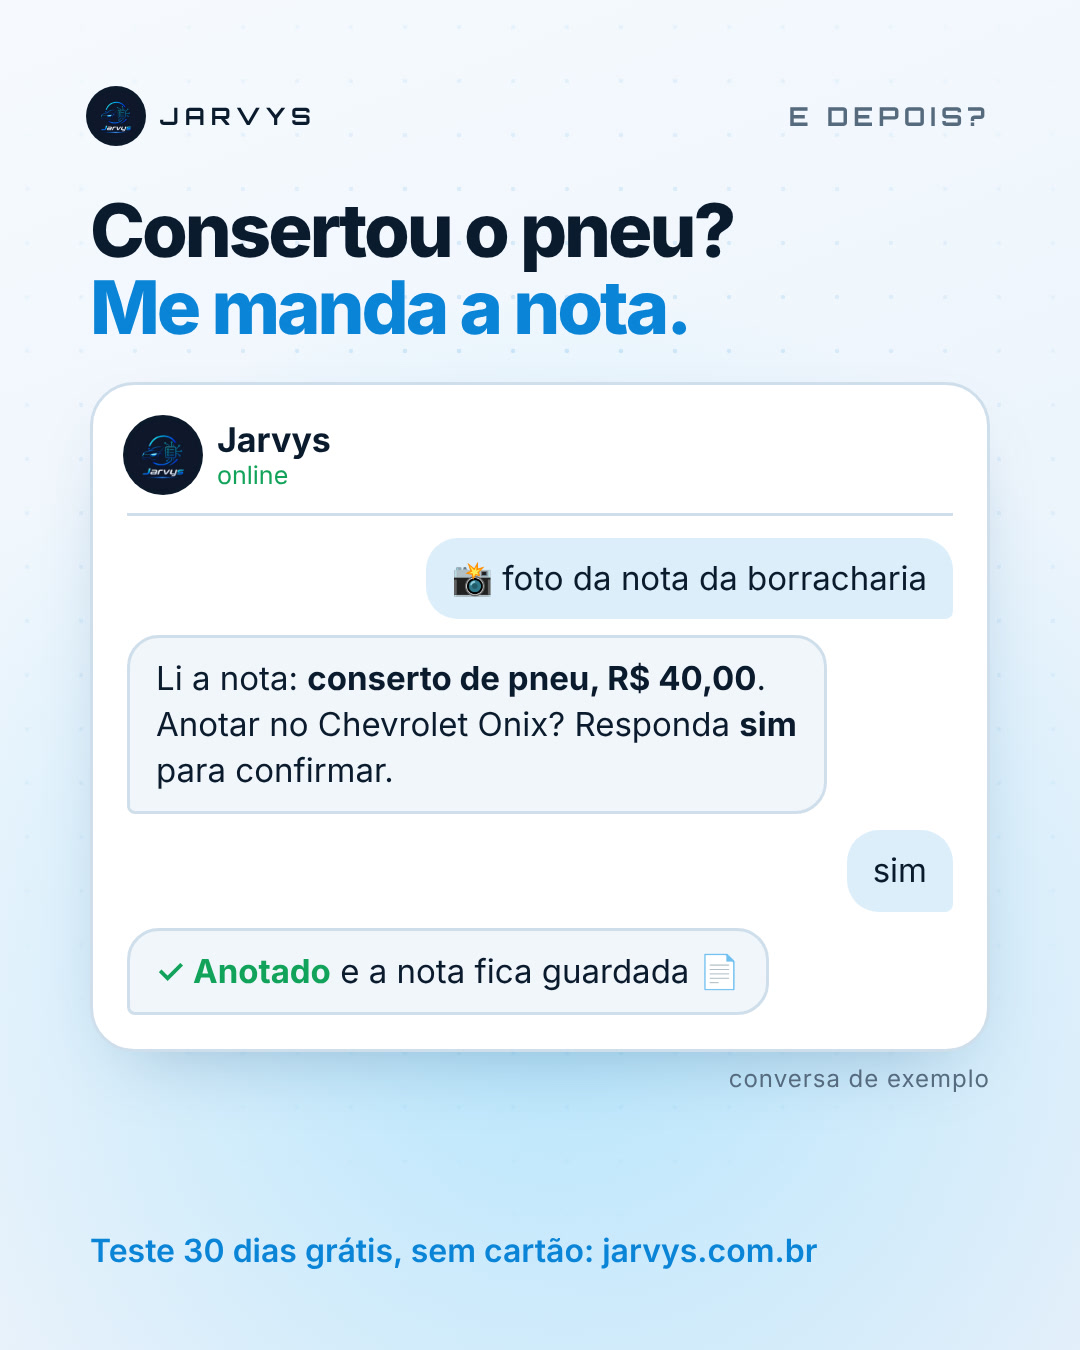 Jarvys
JARVYS
E DEPOIS?
Consertou o pneu?
Me manda a nota.
Jarvys
Jarvys
online
📸 foto da nota da borracharia
Li a nota: conserto de pneu, R$ 40,00.
Anotar no Chevrolet Onix? Responda sim
para confirmar.
sim
✓ Anotado e a nota fica guardada 📄
conversa de exemplo
Teste 30 dias grátis, sem cartão: jarvys.com.br